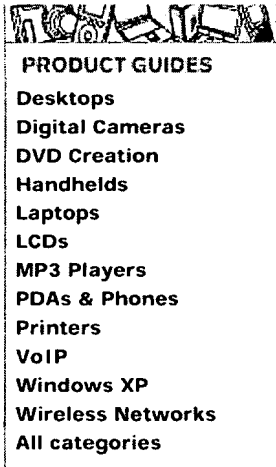 PRODUCT GUIDES
Desktops
Digital Cameras
DVD Creation
Handhelds
Laptops
LCDs
MP3 Players
PDAs & Phones
Printers
VoIP
Windows XP
Wireless Networks
All categories